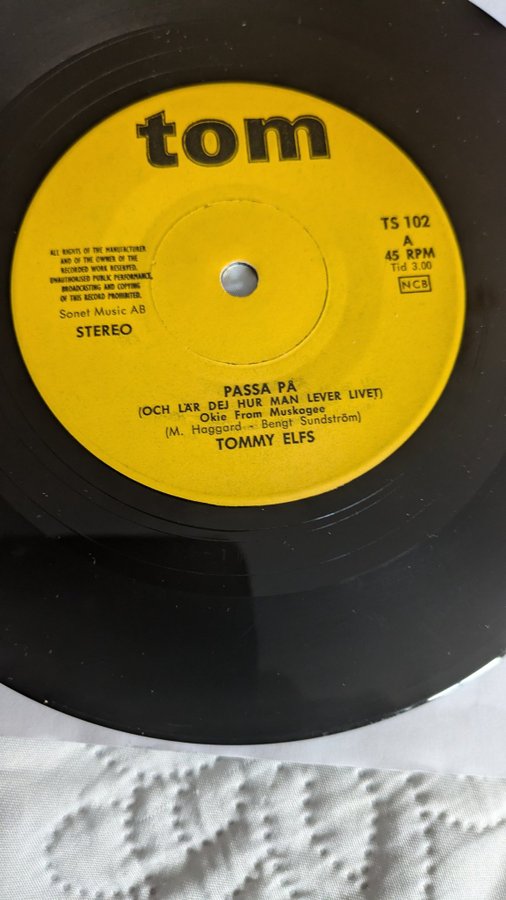 tom
TS 102
A
45 RPM
Tid 3.00
NCB
ALL RIGHTS OF THE MANUFACTURER
AND OF THE OWNER OF THE
RECORDED WORK RESERVED.
UNAUTHORISED PUBLIC PERFORMANCE,
BROADCASTING AND COPYING
OF THIS RECORD PROHIBITED.
Sonet Music AB
STEREO
PASSA PÅ
(OCH LÄR DEJ HUR MAN LEVER LIVET)
Okie From Muskogee
(M. Haggard - Bengt Sundström)
TOMMY ELFS